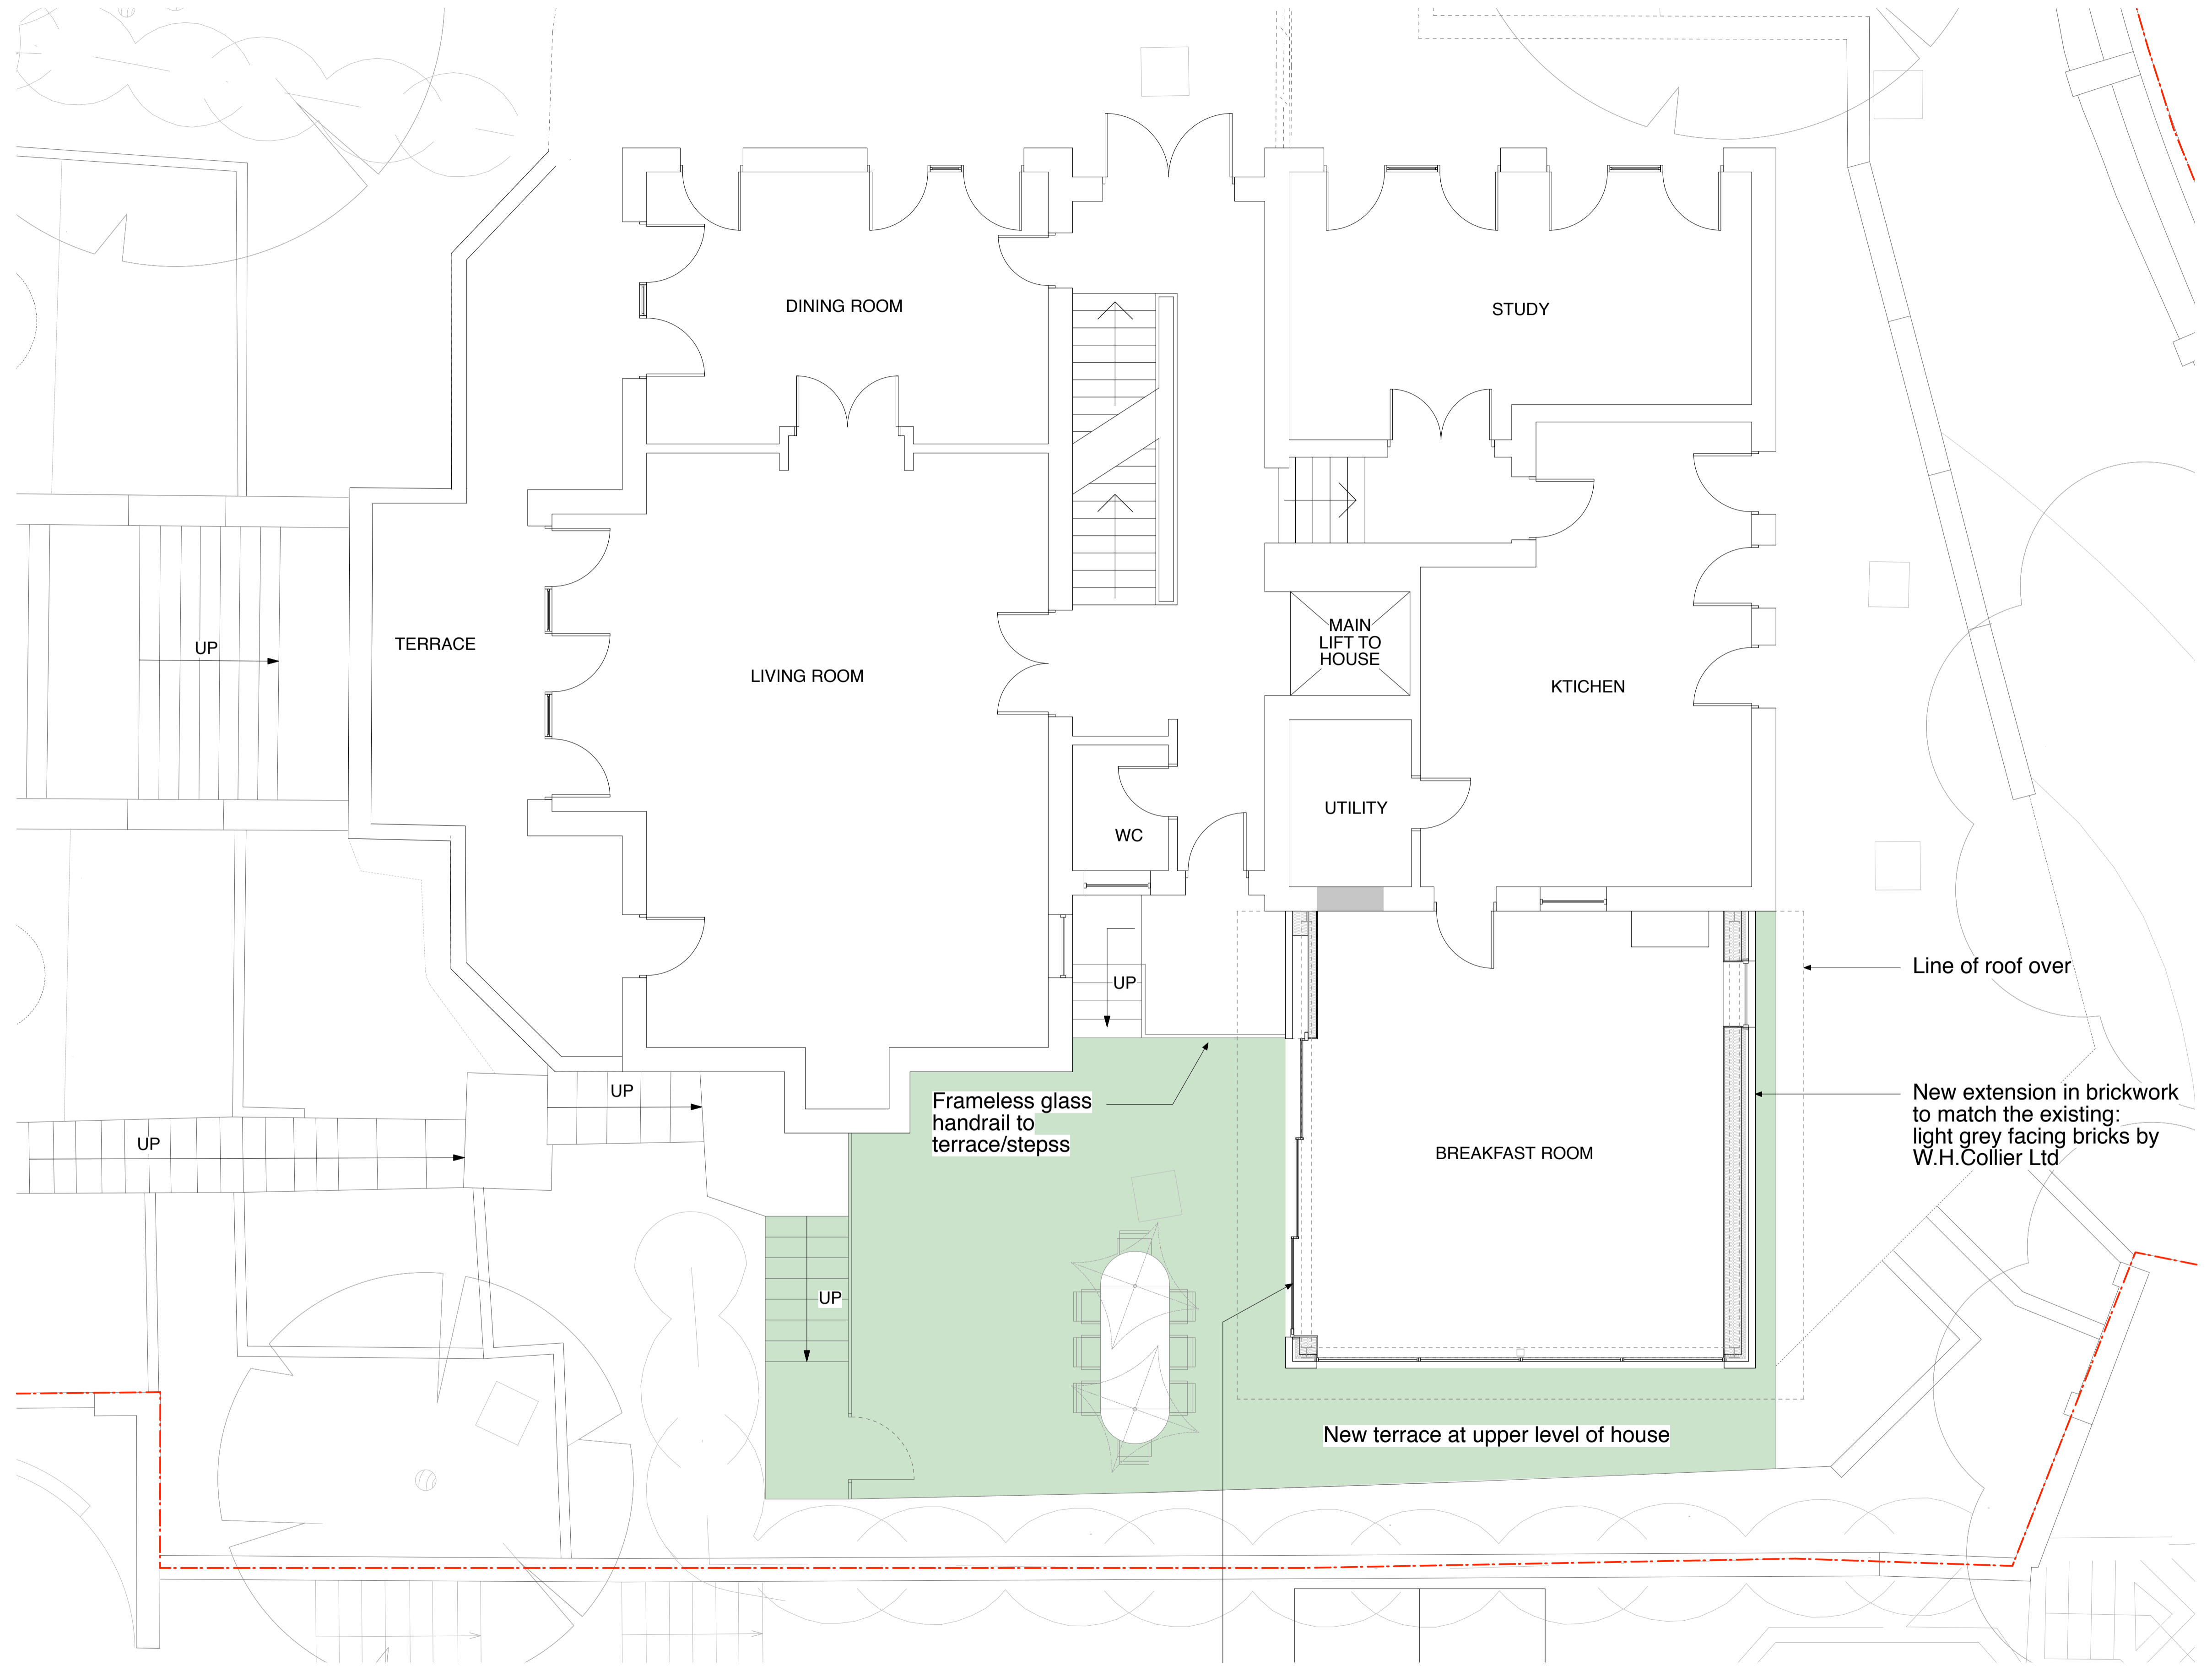 DINING ROOM
STUDY
MAIN
LIFT TO
HOUSE
UP
TERRACE
LIVING ROOM
KTICHEN
UTILITY
WC
Line of roof over
UP
UP
Frameless glass
handrail to
terrace/stepss
New extension in brickwork
to match the existing:
light grey facing bricks by
W.H.Collier Ltd
UP
BREAKFAST ROOM
UP
New terrace at upper level of house